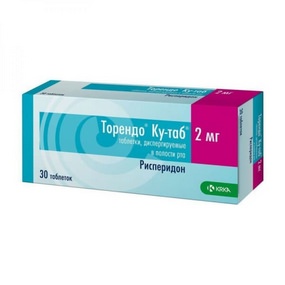 Торендо® Ку-таб®
2 мг
таблетки, диспергируемые
в полости рта
Рисперидон
30 таблеток
KRKA